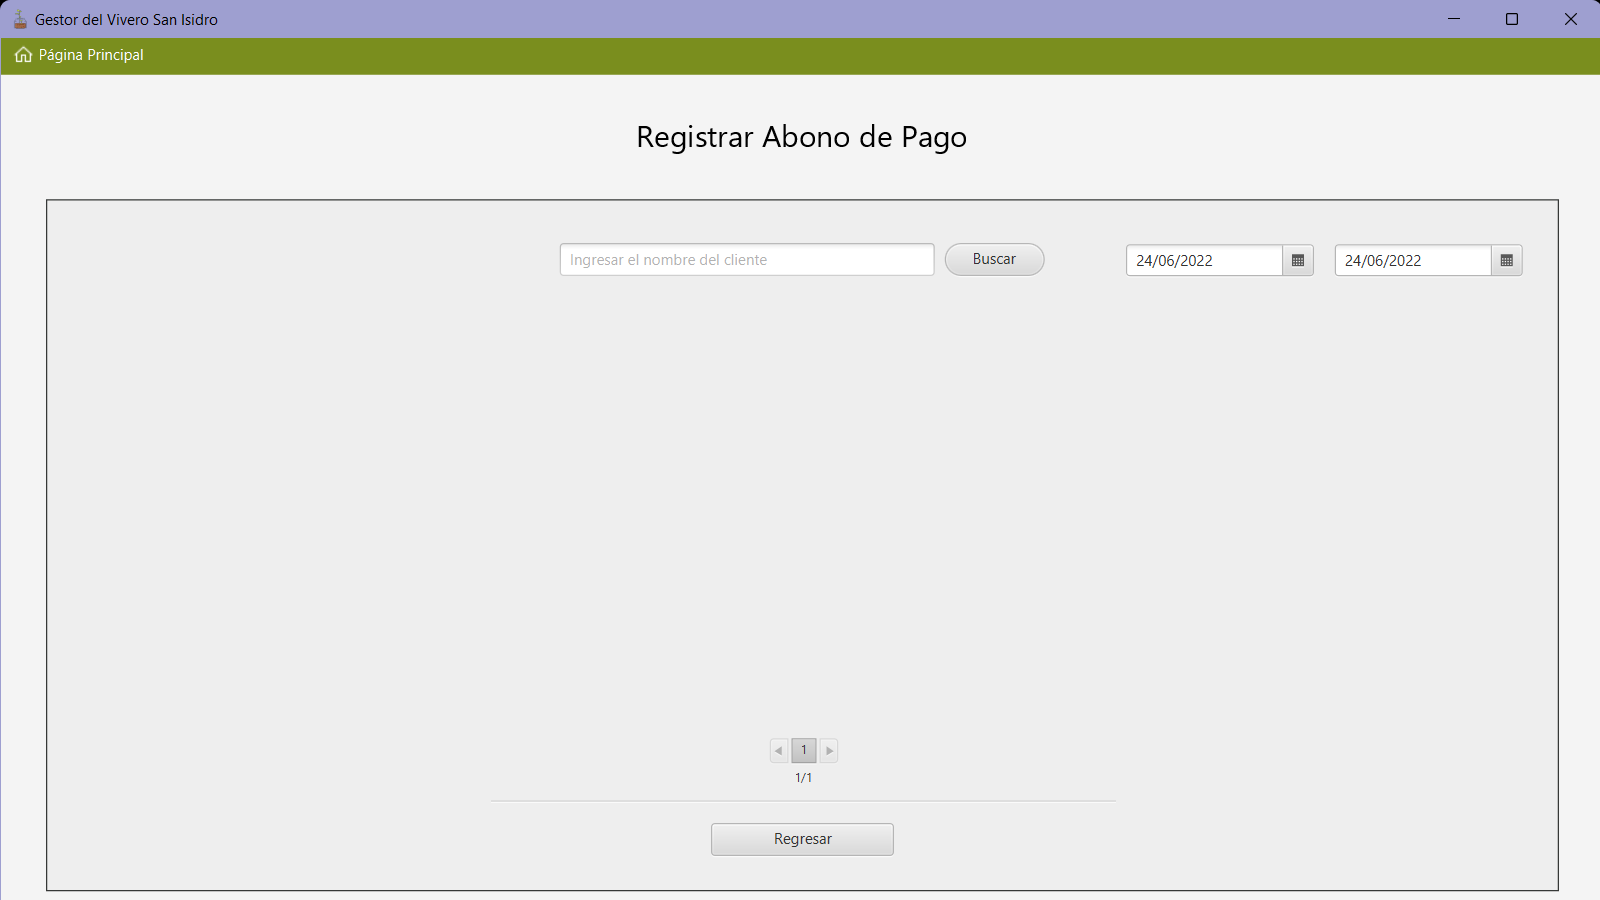 Gestor del Vivero San Isidro
Página Principal
Registrar Abono de Pago
Ingresar el nombre del cliente
Buscar
24/06/2022
24/06/2022
1
1/1
Regresar